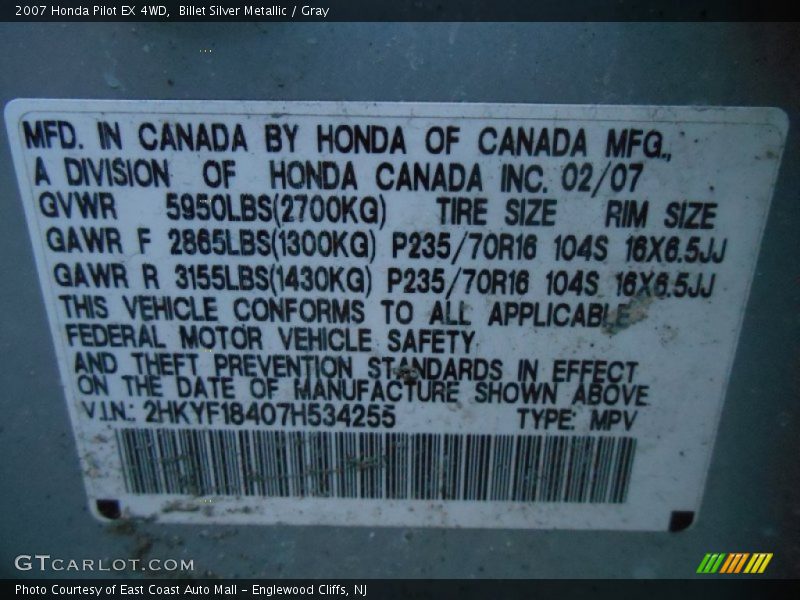 2007 Honda Pilot EX 4WD,  Billet Silver Metallic / Gray
MFD. IN CANADA BY HONDA OF CANADA MFG.,
A DIVISION OF HONDA CANADA INC. 02/07
GVWR 5950LBS(2700KG) TIRE SIZE RIM SIZE
GAWR F 2865LBS(1300KG) P235/70R16 104S 16X6.5JJ
GAWR R 3155LBS(1430KG) P235/70R16 104S 16X6.5JJ
THIS VEHICLE CONFORMS TO ALL APPLICABLE
FEDERAL MOTOR VEHICLE SAFETY
AND THEFT PREVENTION STANDARDS IN EFFECT
ON THE DATE OF MANUFACTURE SHOWN ABOVE
V.I.N.: 2HKYF18407H534255 TYPE: MPV
GTCARLOT.COM
Photo Courtesy of East Coast Auto Mall - Englewood Cliffs, NJ